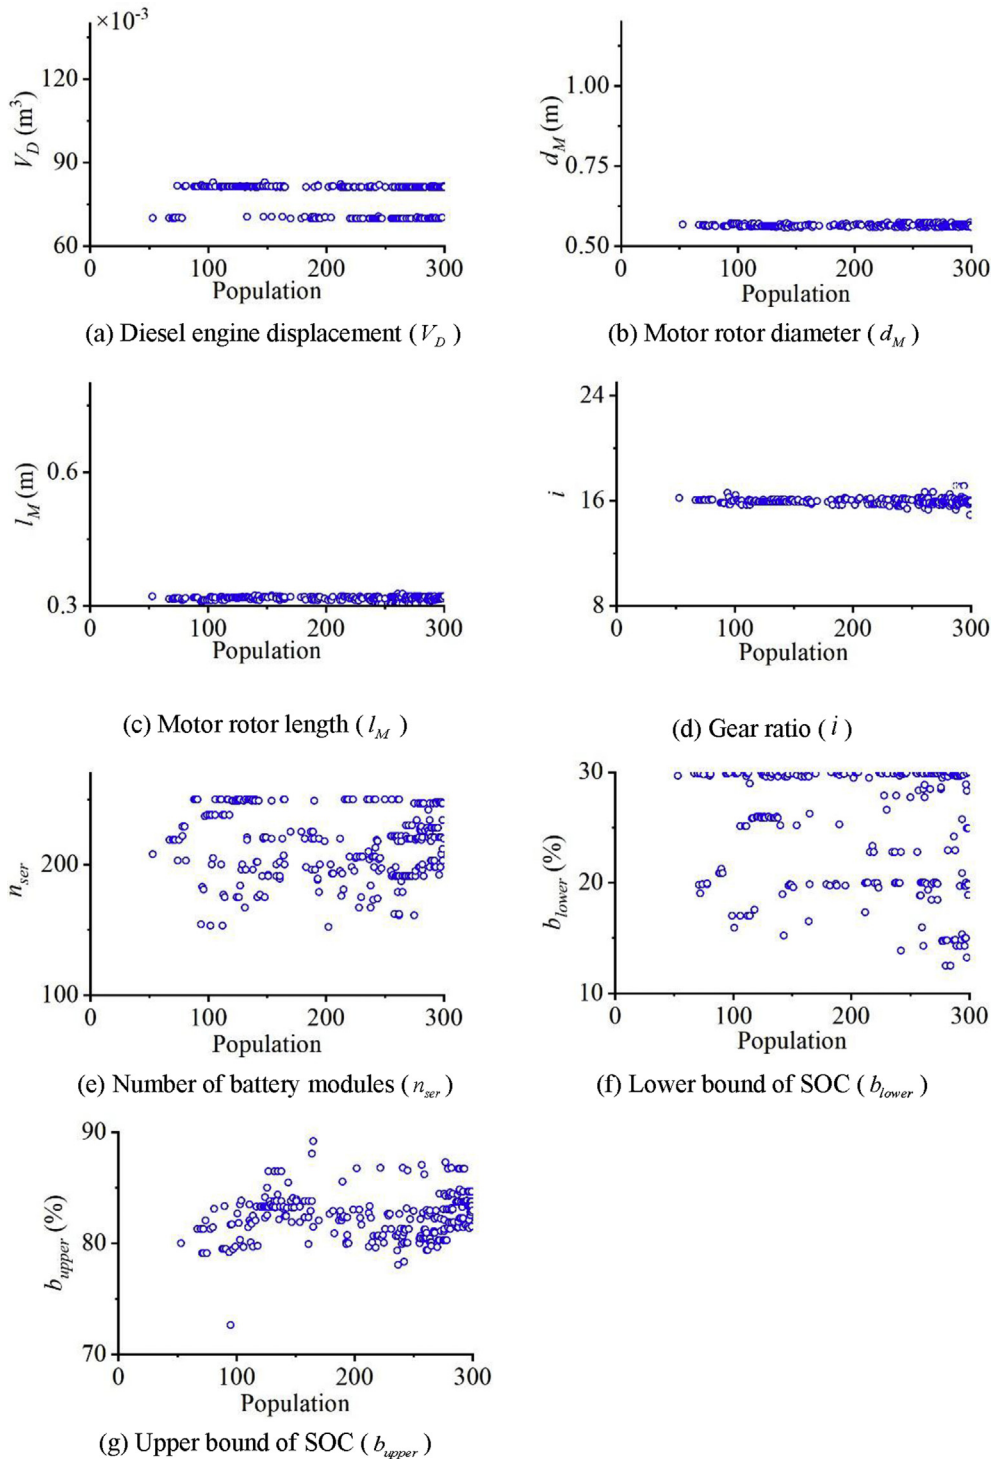 ×10⁻³
120
90
60
V_D (m³)
0 100 200 300
Population
(a) Diesel engine displacement ( V_D )
1.00
0.75
0.50
d_M (m)
0 100 200 300
Population
(b) Motor rotor diameter ( d_M )
0.6
0.3
l_M (m)
0 100 200 300
Population
(c) Motor rotor length ( l_M )
24
16
8
i
0 100 200 300
Population
(d) Gear ratio ( i )
200
100
n_ser
0 100 200 300
Population
(e) Number of battery modules ( n_ser )
30
20
10
b_lower (%)
0 100 200 300
Population
(f) Lower bound of SOC ( b_lower )
90
80
70
b_upper (%)
0 100 200 300
Population
(g) Upper bound of SOC ( b_upper )